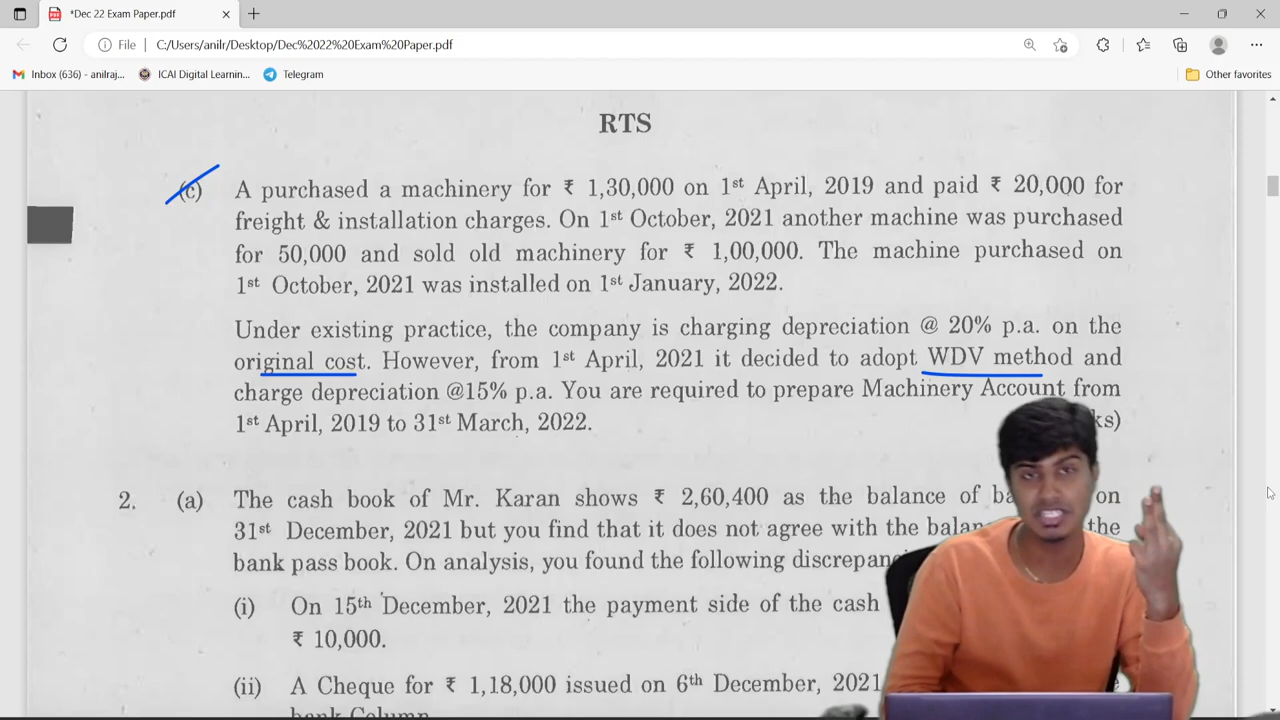 *Dec 22 Exam Paper.pdf
File
C:/Users/anilr/Desktop/Dec%2022%20Exam%20Paper.pdf
Inbox (636) - anilraj...
ICAI Digital Learnin...
Telegram
Other favorites
RTS
(c) A purchased a machinery for ₹ 1,30,000 on 1st April, 2019 and paid ₹ 20,000 for
freight & installation charges. On 1st October, 2021 another machine was purchased
for 50,000 and sold old machinery for ₹ 1,00,000. The machine purchased on
1st October, 2021 was installed on 1st January, 2022.
Under existing practice, the company is charging depreciation @ 20% p.a. on the
original cost. However, from 1st April, 2021 it decided to adopt WDV method and
charge depreciation @15% p.a. You are required to prepare Machinery Account from
1st April, 2019 to 31st March, 2022.
2. (a) The cash book of Mr. Karan shows ₹ 2,60,400 as the balance of on
31st December, 2021 but you find that it does not agree with the the
bank pass book. On analysis, you found the following
(i) On 15th December, 2021 the payment side of the cash
₹ 10,000.
(ii) A Cheque for ₹ 1,18,000 issued on 6th December, 2021
bank Column.